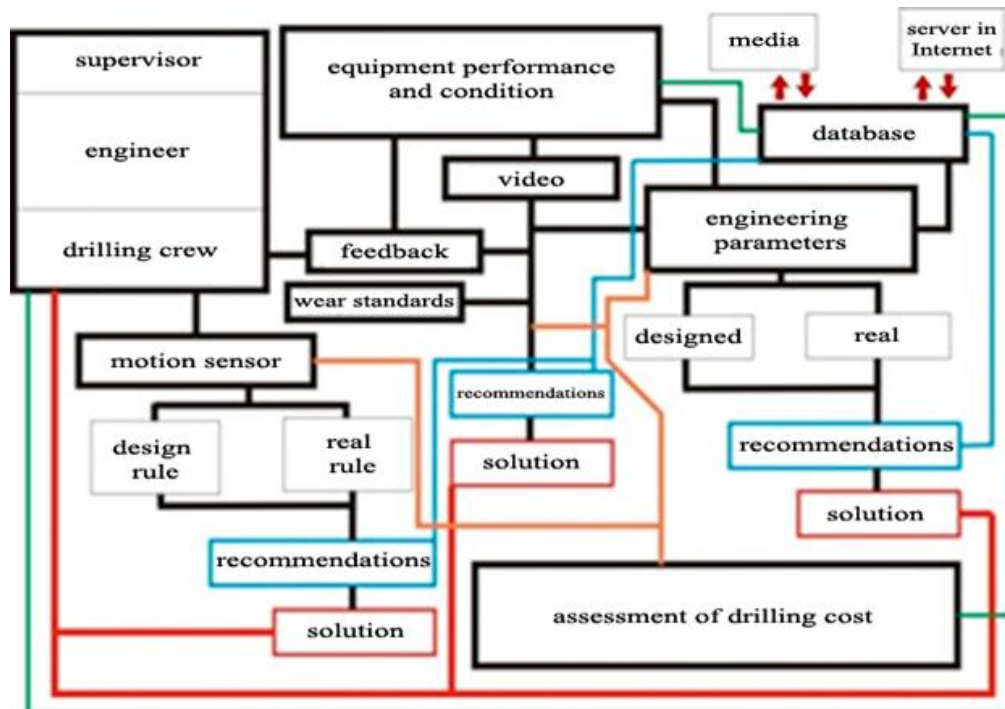 supervisor
engineer
drilling crew
equipment performance
and condition
media
server in
Internet
database
video
engineering
parameters
feedback
wear standards
designed
real
motion sensor
recommendations
design
rule
real
rule
solution
recommendations
solution
recommendations
solution
assessment of drilling cost